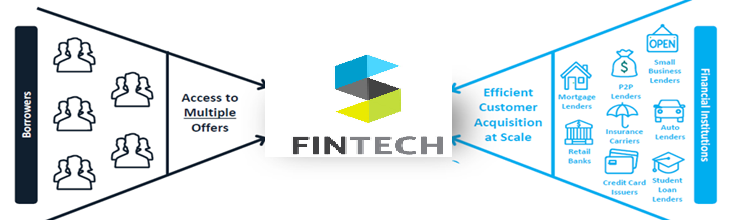 Borrowers
Access to
Multiple
Offers
FINTECH
Efficient
Customer
Acquisition
at Scale
Mortgage
Lenders
P2P
Lenders
OPEN
Small
Business
Lenders
Retail
Banks
Insurance
Carriers
Auto
Lenders
Credit Card
Issuers
Student
Loan
Lenders
Financial Institutions